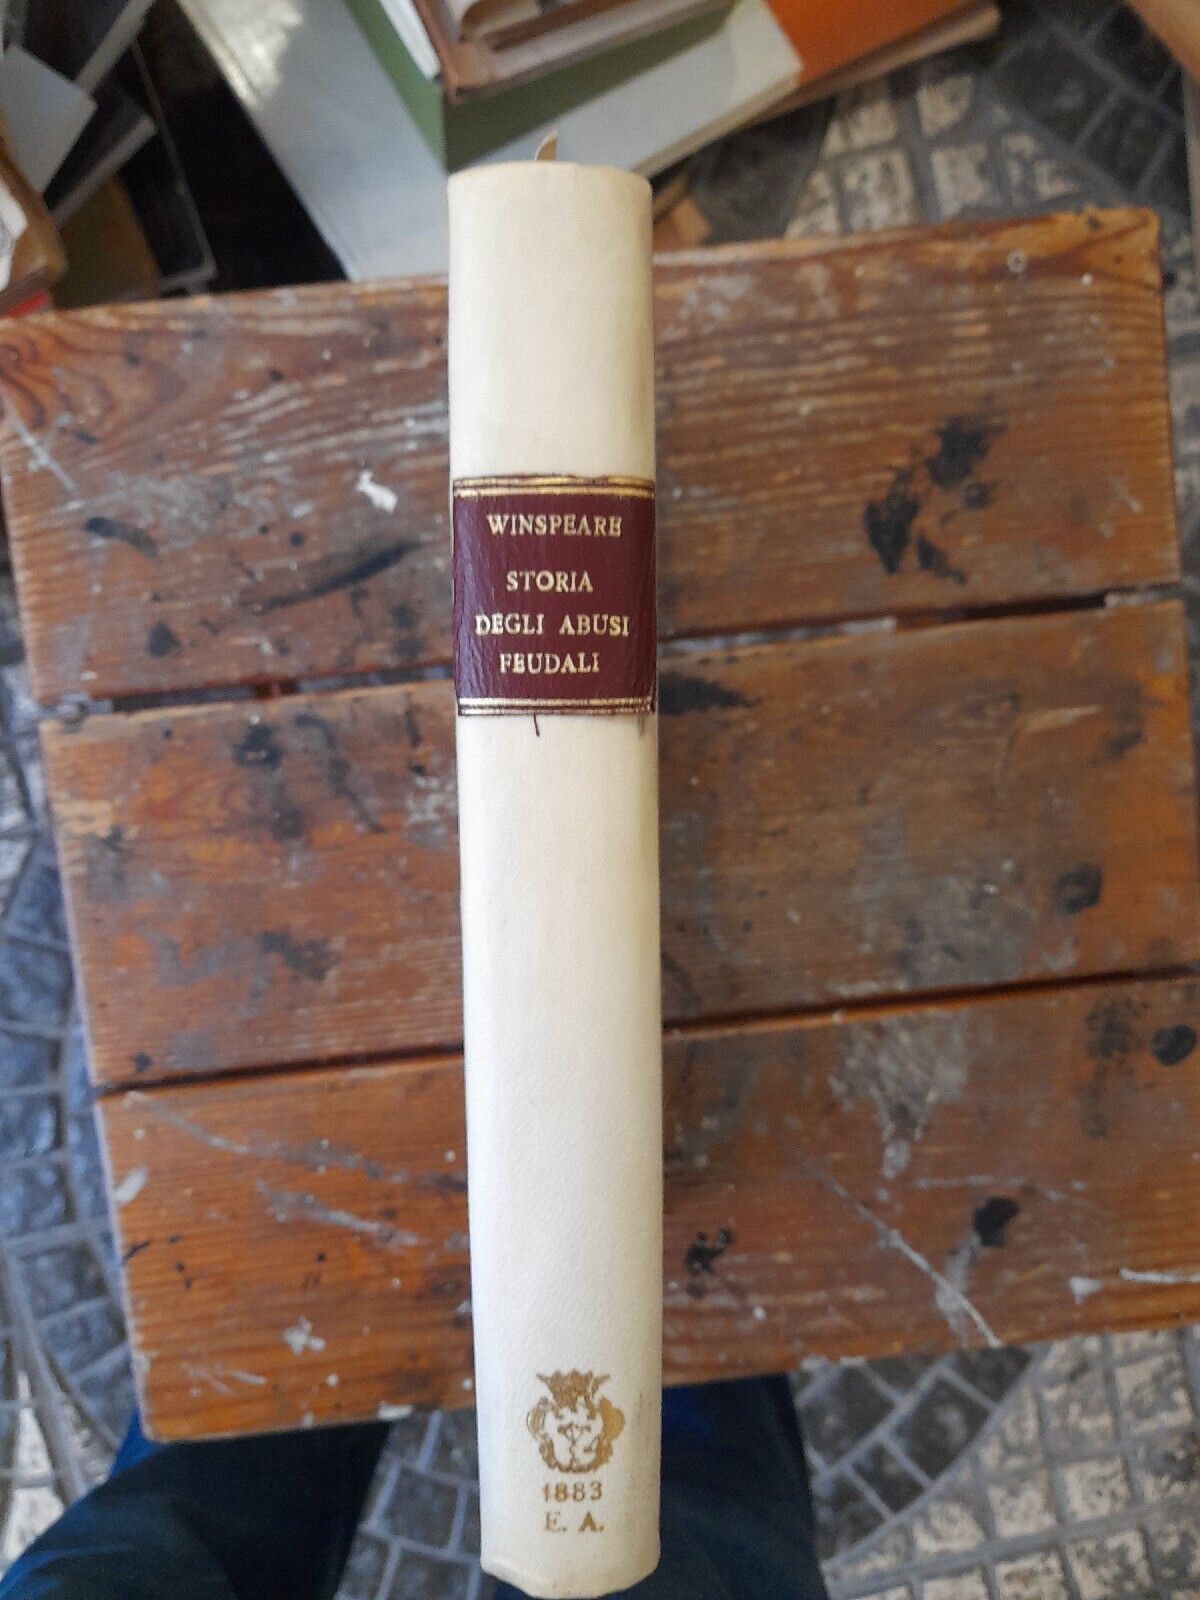 WINSPEARE
STORIA
DEGLI ABUSI
FEUDALI
1883
E. A.